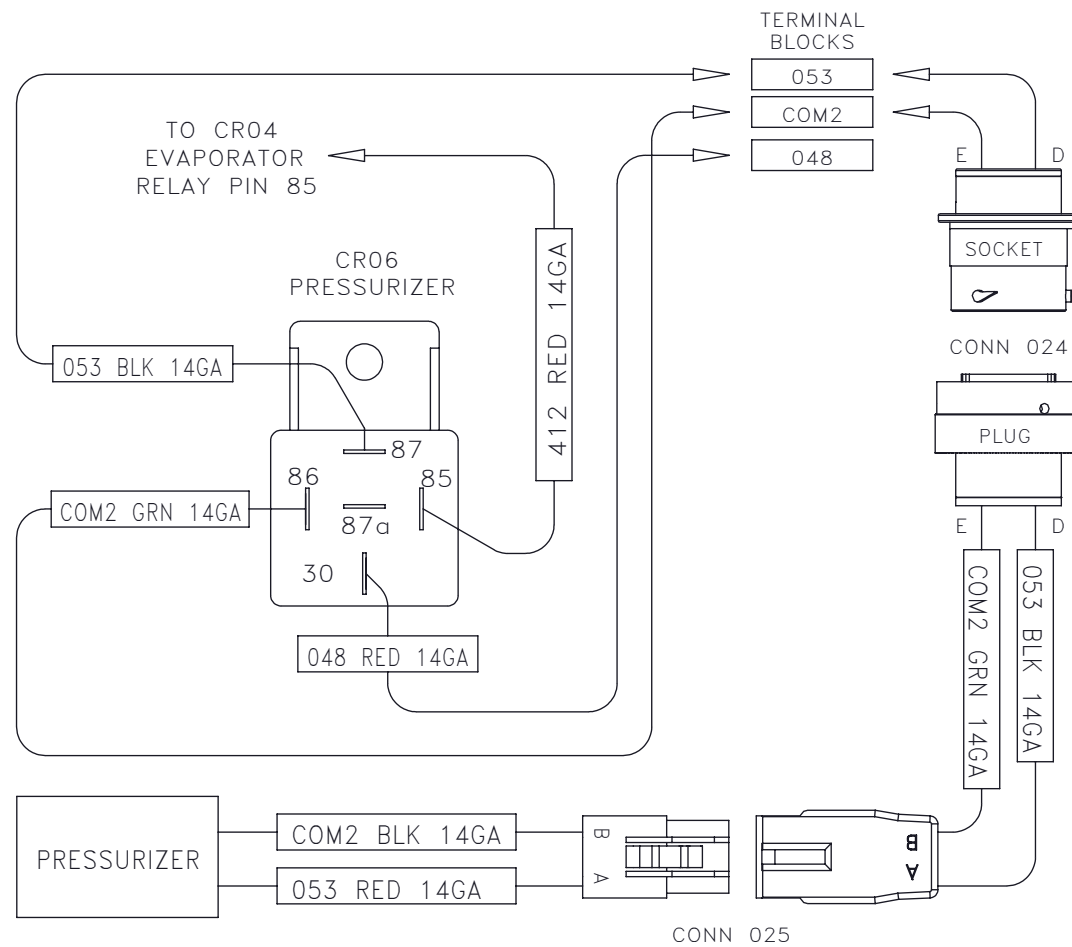 TERMINAL
BLOCKS
053
COM2
048
TO CR04
EVAPORATOR
RELAY PIN 85
E
D
SOCKET
CONN 024
PLUG
E
D
CR06
PRESSURIZER
053 BLK 14GA
412 RED 14GA
87
86
85
COM2 GRN 14GA
87a
30
048 RED 14GA
COM2 GRN 14GA
053 BLK 14GA
PRESSURIZER
COM2 BLK 14GA
053 RED 14GA
B
A
B
A
CONN 025